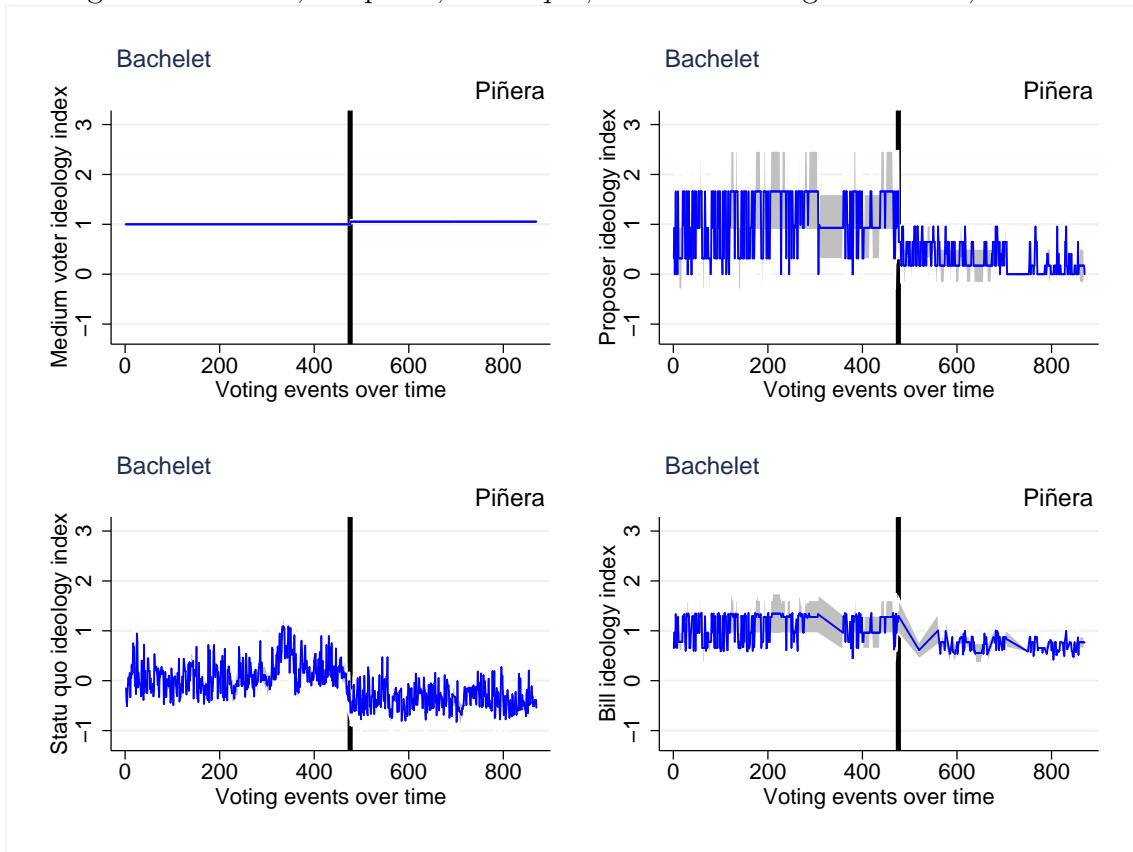 Bachelet
Piñera
Medium voter ideology index
3
2
1
0
−1
0 200 400 600 800
Voting events over time
Bachelet
Piñera
Proposer ideology index
3
2
1
0
−1
0 200 400 600 800
Voting events over time
Bachelet
Piñera
Statu quo ideology index
3
2
1
0
−1
0 200 400 600 800
Voting events over time
Bachelet
Piñera
Bill ideology index
3
2
1
0
−1
0 200 400 600 800
Voting events over time